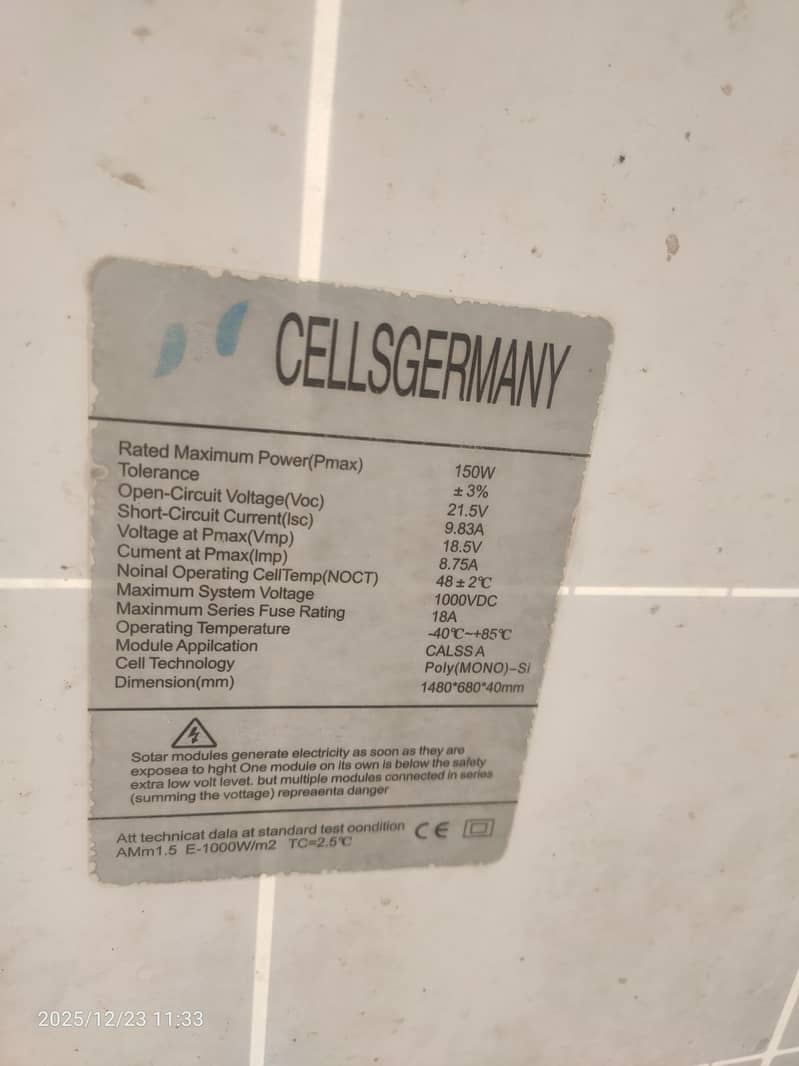 CELLSGERMANY
Rated Maximum Power(Pmax) 150W
Tolerance ±3%
Open-Circuit Voltage(Voc) 21.5V
Short-Circuit Current(Isc) 9.83A
Voltage at Pmax(Vmp) 18.5V
Cument at Pmax(Imp) 8.75A
Noinal Operating CellTemp(NOCT) 48±2℃
Maximum System Voltage 1000VDC
Maxinmum Series Fuse Rating 18A
Operating Temperature -40℃~+85℃
Module Appilcation CALSS A
Cell Technology Poly(MONO)-Si
Dimension(mm) 1480*680*40mm
Sotar modules generate electricity as soon as they are
exposea to hght One module on its own is below the safety
extra low volt levet. but multiple modules connected in series
(summing the vottage) repreaenta danger
Att technicat dala at standard test oondition CE
AMm1.5 E-1000W/m2 TC=2.5℃
2025/12/23 11:33